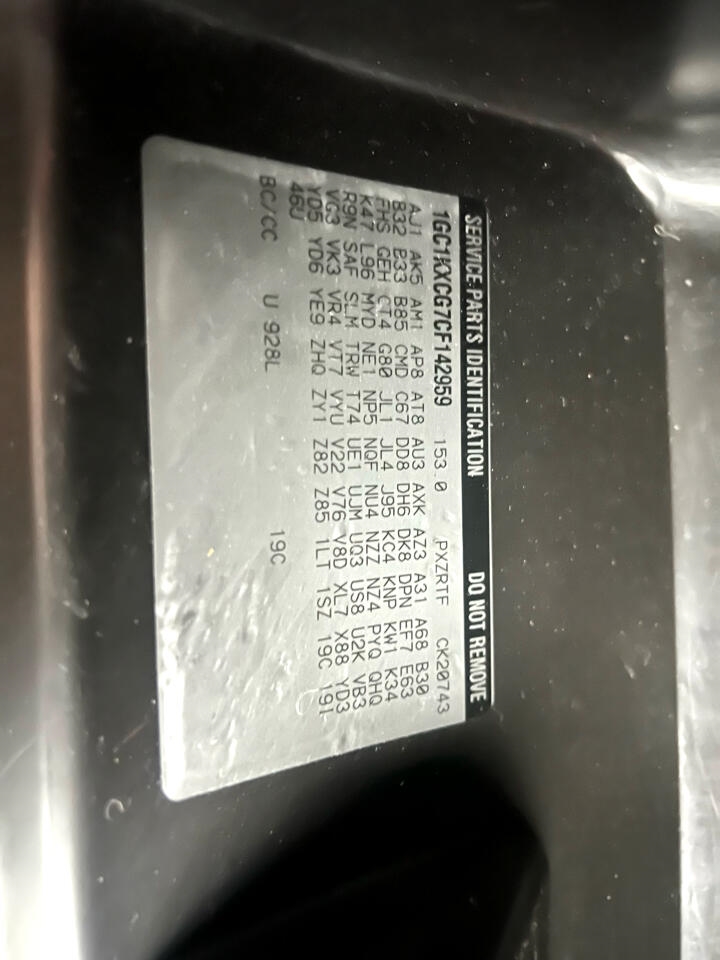 SERVICE PARTS IDENTIFICATION DO NOT REMOVE
1GC1KXCG7CF142959 153.0 PXZRTF CK20743
AJ1 AK5 AM1 AP8 AT8 AU3 AXK AZ3 A31 A68 B30
B32 B33 B85 CMD C67 DD8 DH6 DK8 DPN EF7 E63
FHS GEH CT4 G80 JL1 JL4 J95 KC4 KNP KW1 K34
K47 L96 MYD NE1 NP5 NQF NU4 NZZ NZ4 PYQ QHQ
R9N SAF SLM TRW T74 UE1 UJM UQ3 US8 U2K VB3
VG3 VK3 VR4 VT7 VYU V22 V76 V8D XL7 X88 YD3
YD5 YD6 YE9 ZHQ ZY1 Z82 Z85 1LT 1SZ 19C 19I
46U
BC/CC U 928L 19C